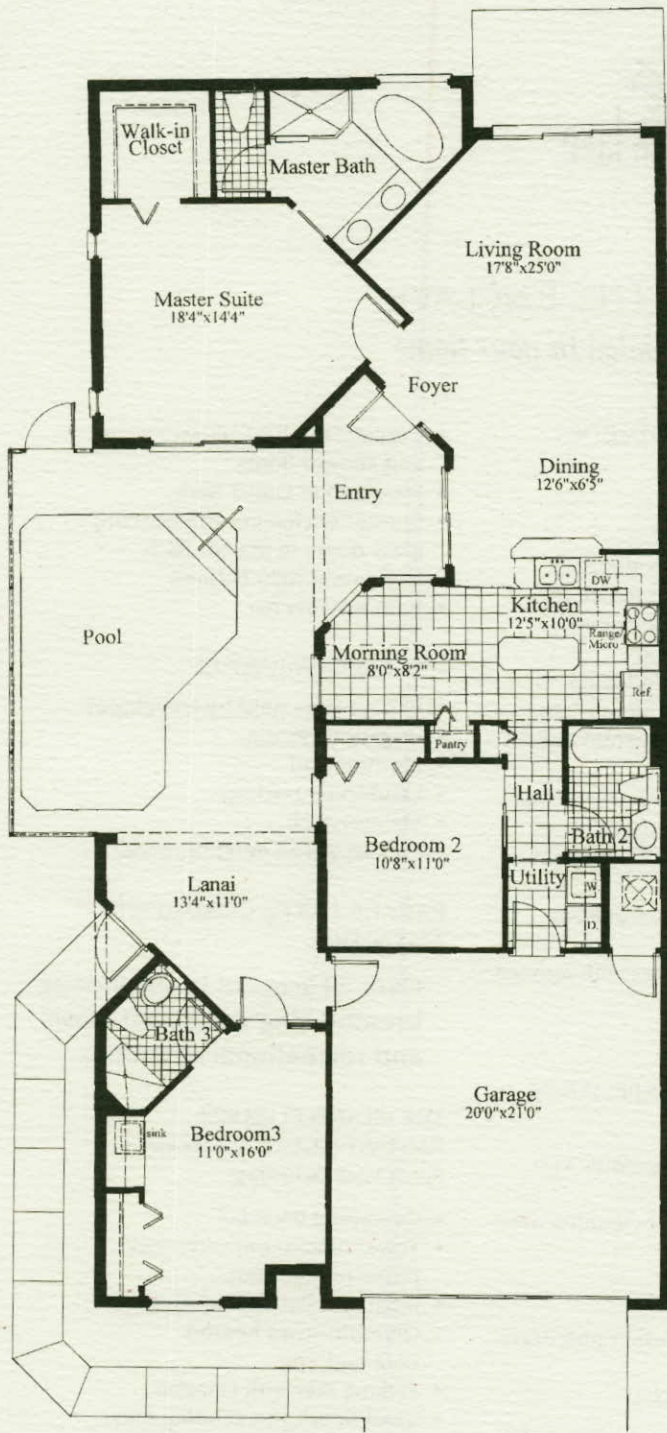 Walk-in
Closet
Master Bath
Living Room
17'8"x25'0"
Master Suite
18'4"x14'4"
Foyer
Entry
Dining
12'6"x6'5"
DW
Kitchen
12'5"x10'0"
Range/
Micro
Pool
Morning Room
8'0"x8'2"
Ref.
Pantry
Hall
Bath 2
Bedroom 2
10'8"x11'0"
Utility
W.
D.
Lanai
13'4"x11'0"
Bath 3
Garage
20'0"x21'0"
sink
Bedroom3
11'0"x16'0"